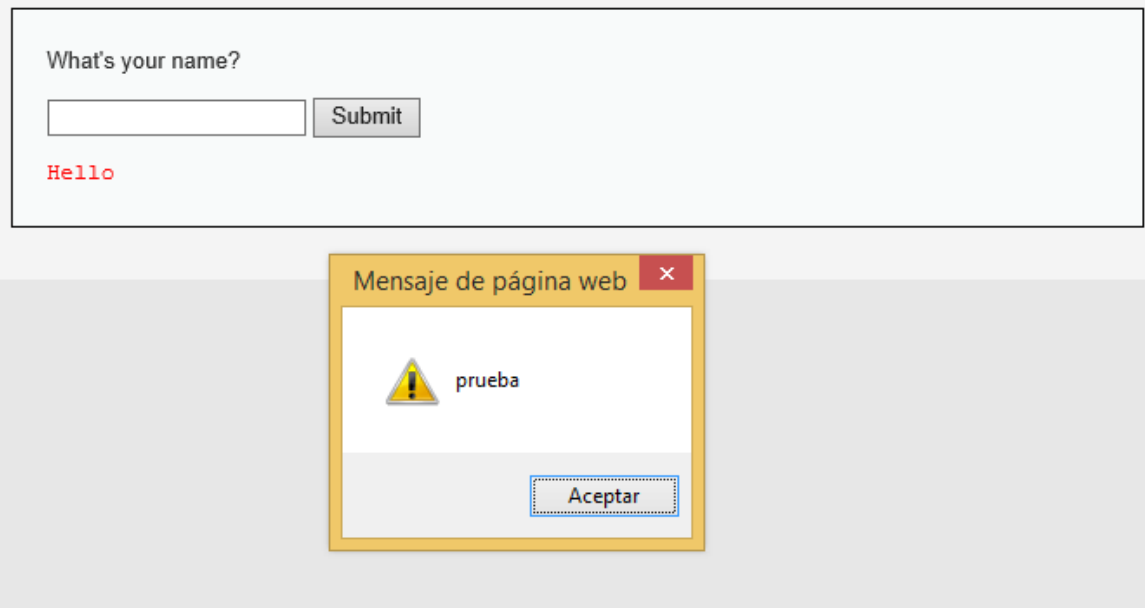 What's your name?
Submit
Hello
Mensaje de página web
prueba
Aceptar